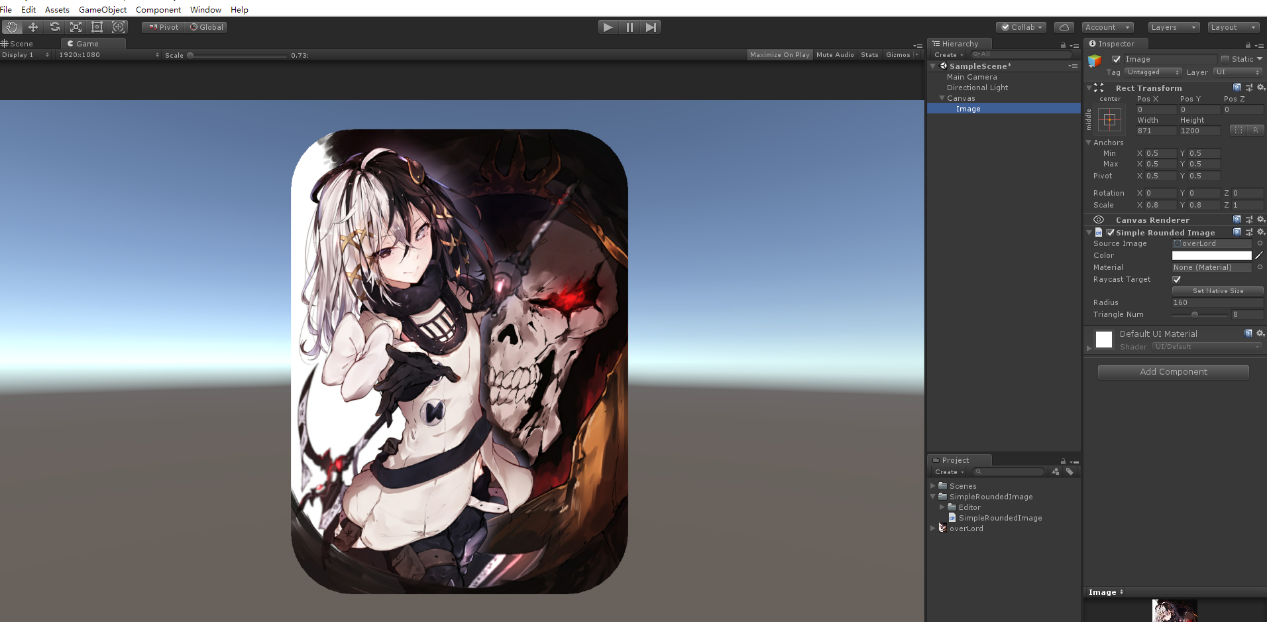 File Edit Assets GameObject Component Window Help
Pivot Global Collab Account Layers Layout
Scene Game
Display 1 1920x1080 Scale 0.73: Maximize On Play Mute Audio Stats Gizmos
Hierarchy
Create All
SampleScene*
Main Camera
Directional Light
Canvas
Image
Project
Create
Scenes
SimpleRoundedImage
Editor
SimpleRoundedImage
overLord
Inspector
Image Static
Tag Untagged Layer UI
Rect Transform
center Pos X Pos Y Pos Z
middle 0 0 0
Width Height
871 1200 R
Anchors
Min X 0.5 Y 0.5
Max X 0.5 Y 0.5
Pivot X 0.5 Y 0.5
Rotation X 0 Y 0 Z 0
Scale X 0.8 Y 0.8 Z 1
Canvas Renderer
Simple Rounded Image
Source Image overLord
Color
Material None (Material)
Raycast Target
Set Native Size
Radius 160
Triangle Num 8
Default UI Material
Shader UI/Default
Add Component
Image